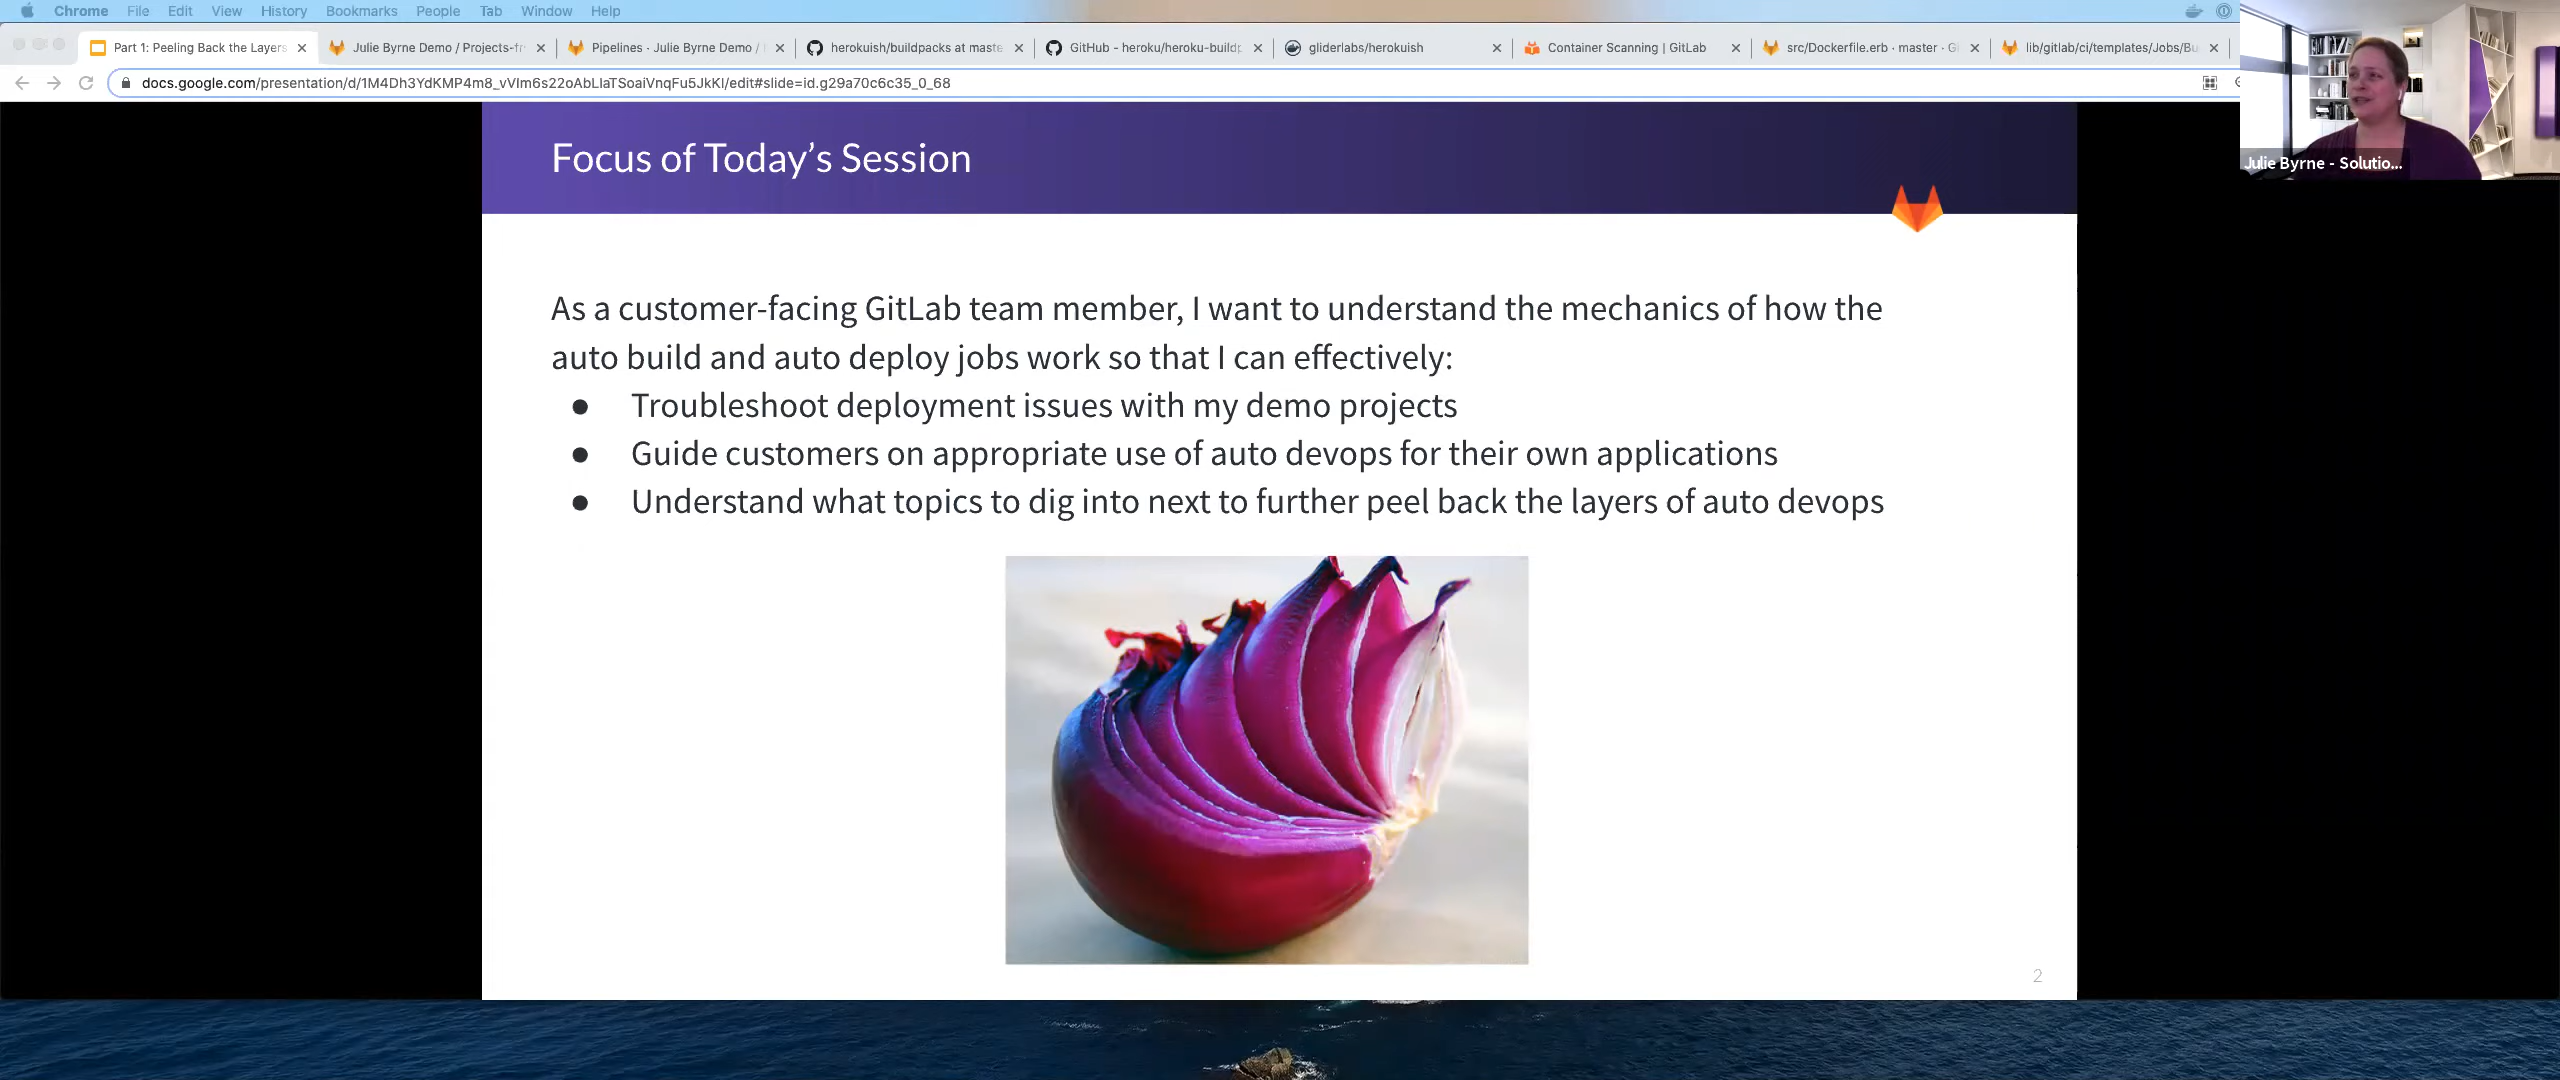 Chrome File Edit View History Bookmarks People Tab Window Help
Part 1: Peeling Back the Layers
Julie Byrne Demo / Projects-fr
Pipelines · Julie Byrne Demo /
herokuish/buildpacks at maste
GitHub - heroku/heroku-buildp
gliderlabs/herokuish
Container Scanning | GitLab
src/Dockerfile.erb · master · Gi
lib/gitlab/ci/templates/Jobs/Bu
docs.google.com/presentation/d/1M4Dh3YdKMP4m8_vVIm6s22oAbLIaTSoaiVnqFu5JkKI/edit#slide=id.g29a70c6c35_0_68
Julie Byrne - Solutio...
Focus of Today's Session
As a customer-facing GitLab team member, I want to understand the mechanics of how the
auto build and auto deploy jobs work so that I can effectively:
● Troubleshoot deployment issues with my demo projects
● Guide customers on appropriate use of auto devops for their own applications
● Understand what topics to dig into next to further peel back the layers of auto devops
2